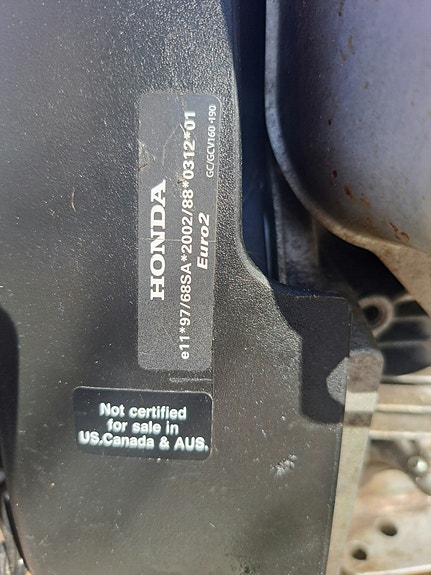 HONDA
e11*97/68SA*2002/88*0312*01
Euro2
GC/GCV160-190
Not certified
for sale in
US,Canada & AUS.